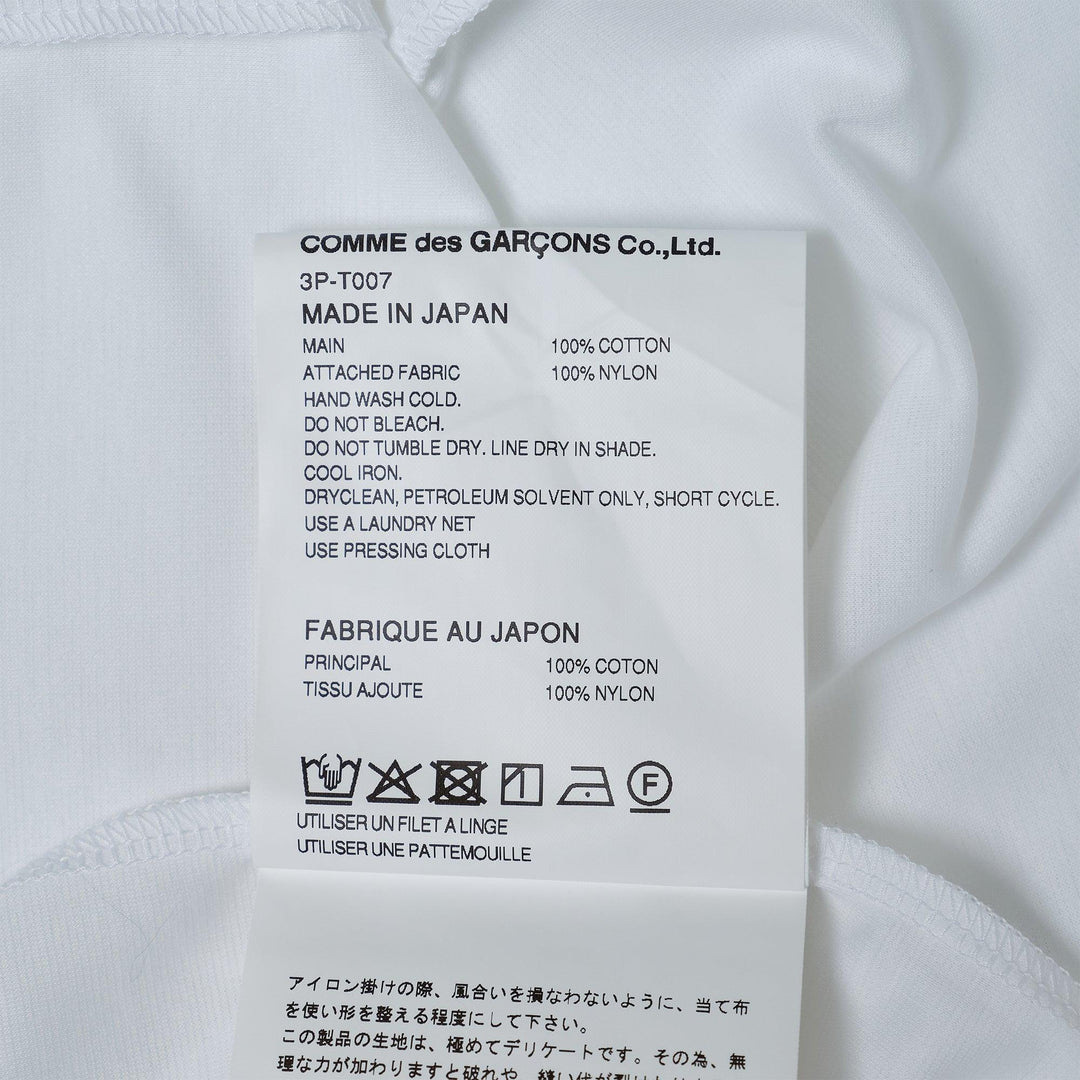 COMME des GARÇONS Co.,Ltd.
3P-T007
MADE IN JAPAN
MAIN 100% COTTON
ATTACHED FABRIC 100% NYLON
HAND WASH COLD.
DO NOT BLEACH.
DO NOT TUMBLE DRY. LINE DRY IN SHADE.
COOL IRON.
DRYCLEAN, PETROLEUM SOLVENT ONLY, SHORT CYCLE.
USE A LAUNDRY NET
USE PRESSING CLOTH
FABRIQUE AU JAPON
PRINCIPAL 100% COTON
TISSU AJOUTE 100% NYLON
F
UTILISER UN FILET A LINGE
UTILISER UNE PATTEMOUILLE
アイロン掛けの際、風合いを損なわないように、当て布
を使い形を整える程度にして下さい。
この製品の生地は、極めてデリケートです。その為、無
理な力が加わりますと破れや、縫い代が